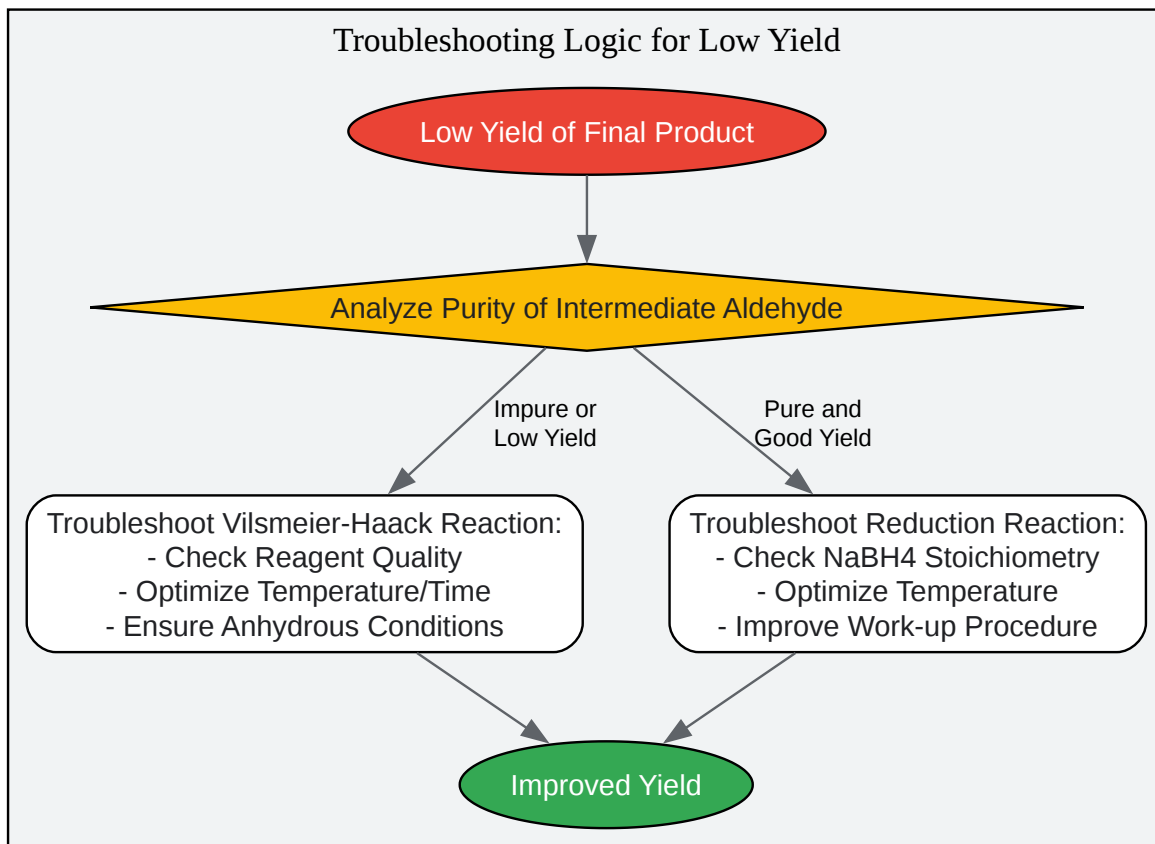 Troubleshooting Logic for Low Yield
Low Yield of Final Product
Analyze Purity of Intermediate Aldehyde
Impure or
Low Yield
Pure and
Good Yield
Troubleshoot Vilsmeier-Haack Reaction:
- Check Reagent Quality
- Optimize Temperature/Time
- Ensure Anhydrous Conditions
Troubleshoot Reduction Reaction:
- Check NaBH4 Stoichiometry
- Optimize Temperature
- Improve Work-up Procedure
Improved Yield